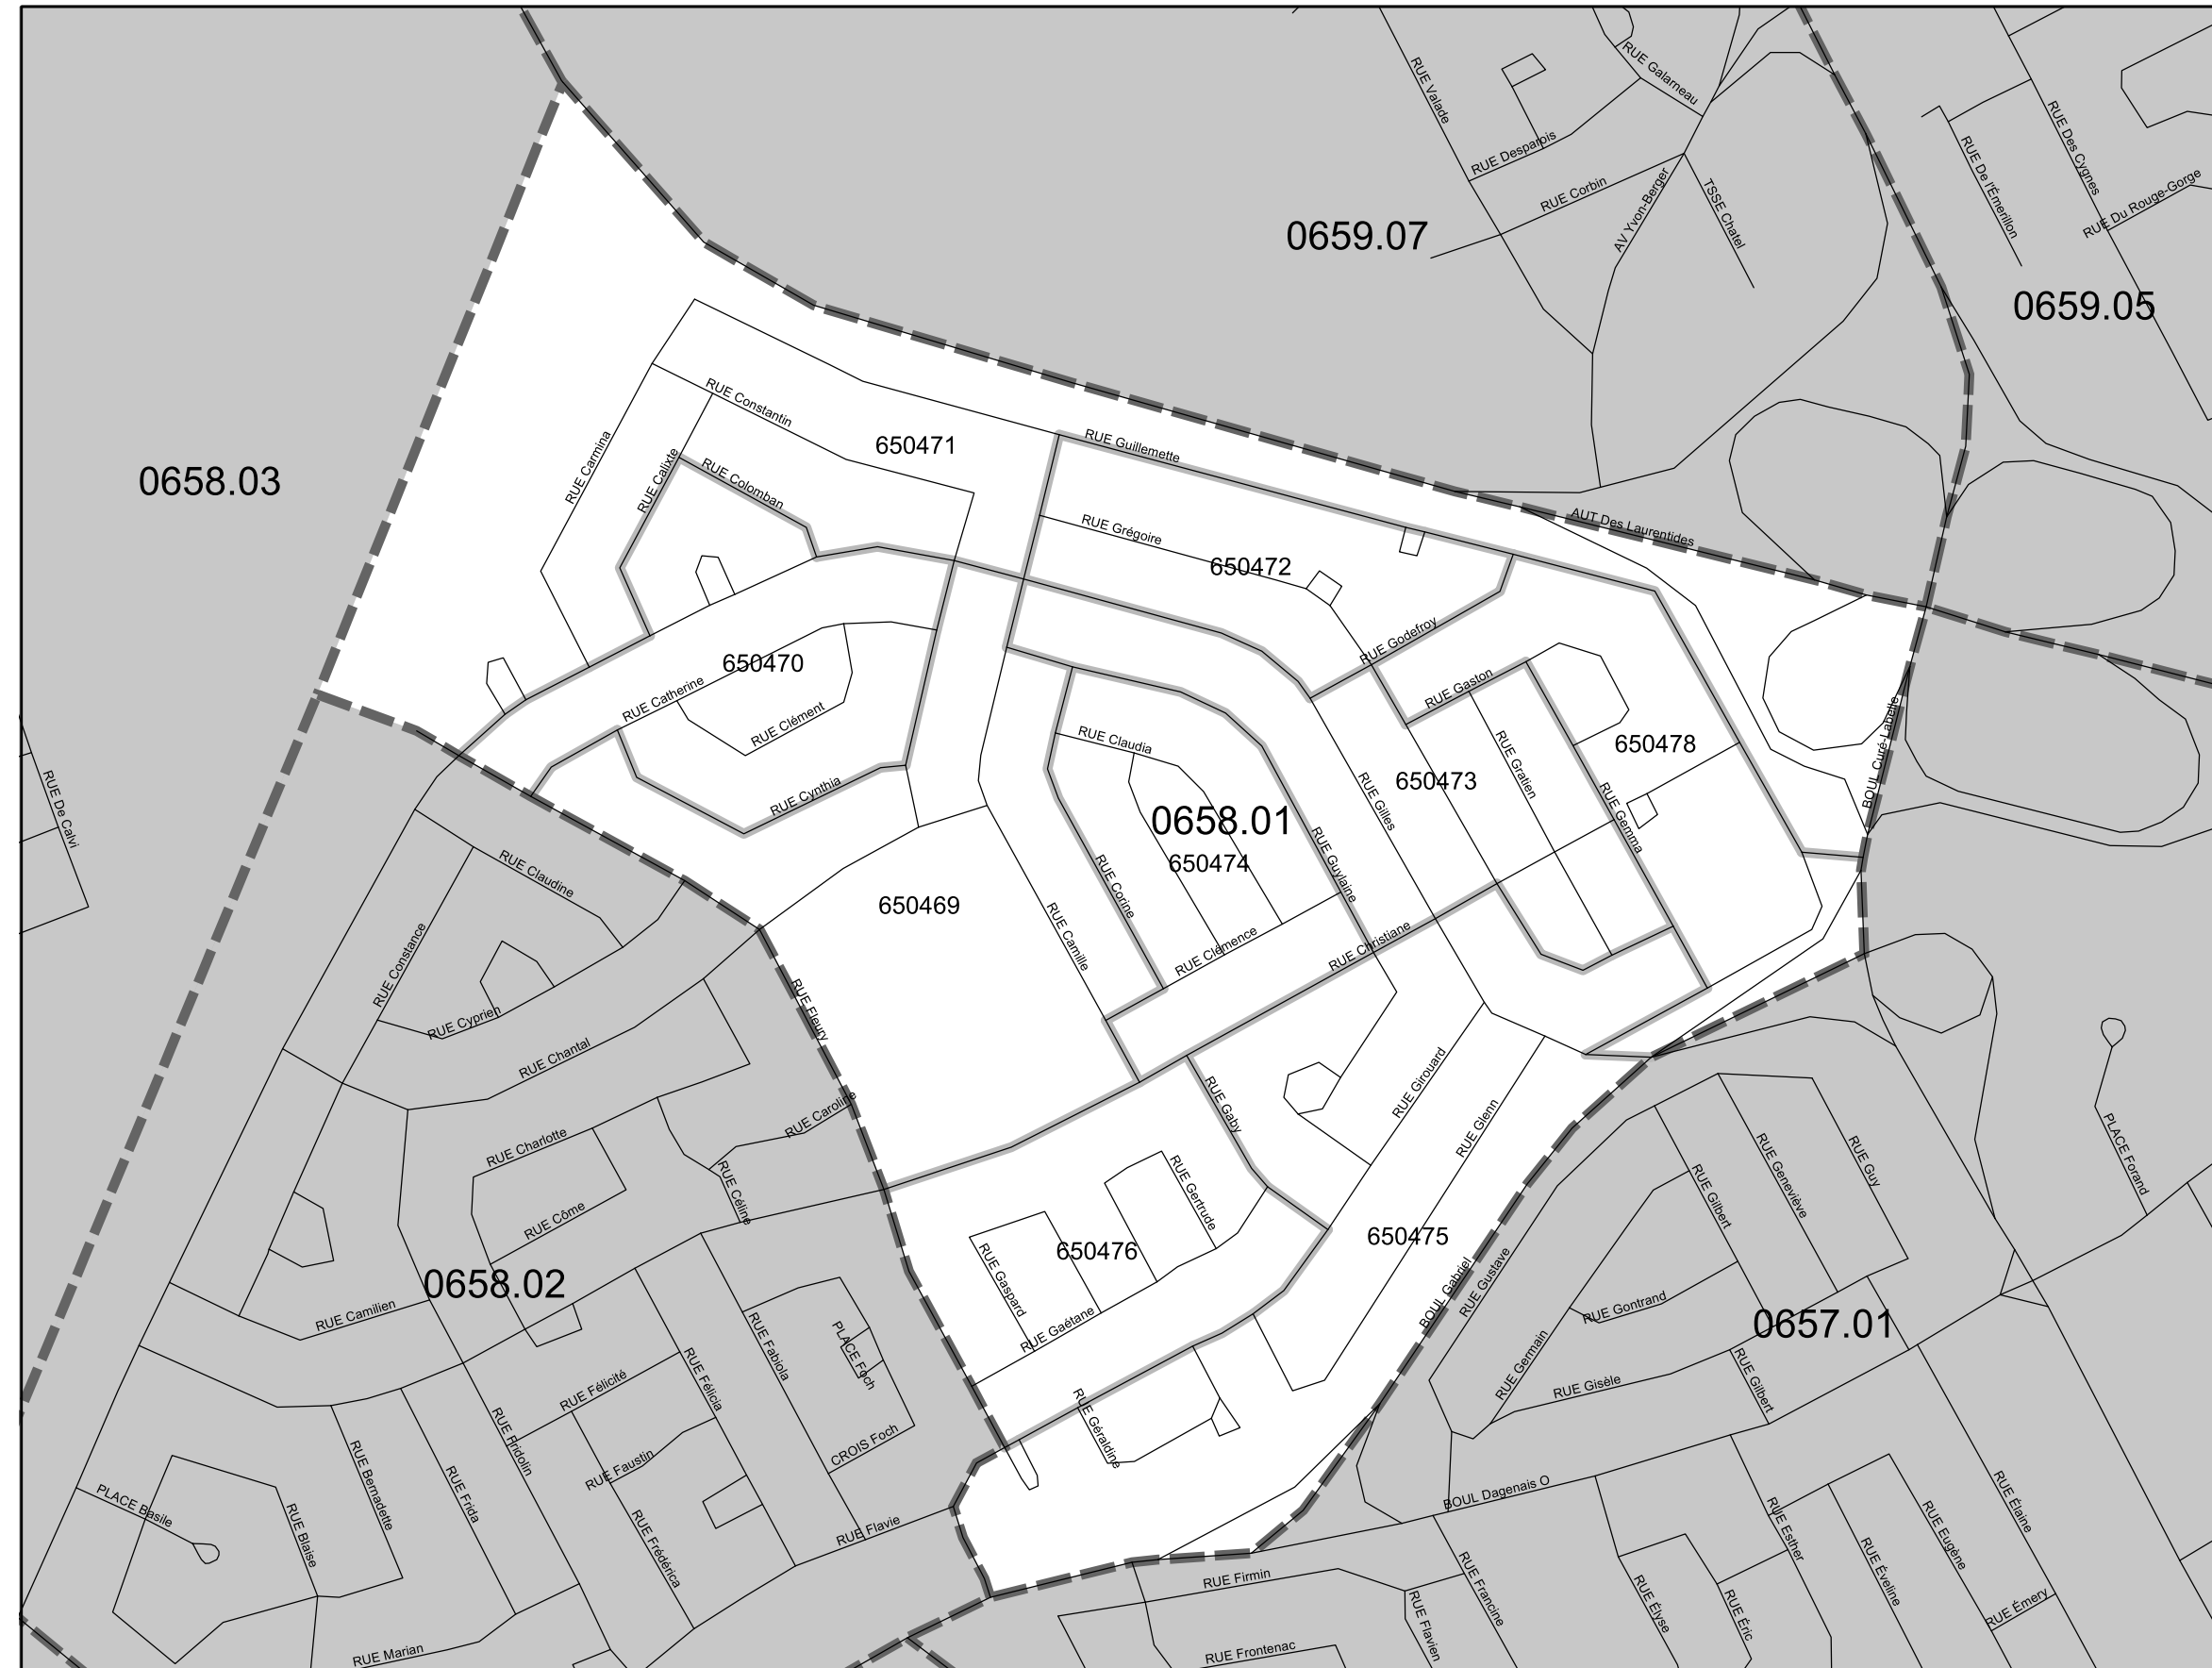 RUE Valade
RUE Galarneau
RUE Desparois
RUE Corbin
AV Yvon-Berger
TSSE Chatel
RUE De l'Émerillon
RUE Des Cygnes
RUE Du Rouge-Gorge
0659.07
0659.05
0658.03
RUE Constantin
RUE Carmina
RUE Calixte
RUE Colomban
650471
RUE Guillemette
RUE Grégoire
650472
AUT Des Laurentides
RUE Godefroy
650470
RUE Catherine
RUE Clément
RUE Gaston
RUE Claudia
650478
650473
RUE Gratien
BOUL Curé-Labelle
RUE De Calvi
RUE Cynthia
RUE Gilles
RUE Gemma
0658.01
650474
RUE Guylaine
RUE Corine
RUE Claudine
650469
RUE Camille
RUE Clémence
RUE Christiane
RUE Constance
RUE Cyprien
RUE Fleury
RUE Chantal
RUE Caroline
RUE Gaby
RUE Girouard
RUE Glenn
RUE Charlotte
RUE Céline
RUE Côme
RUE Gertrude
650475
650476
RUE Gaspard
RUE Gaétane
RUE Gilbert
RUE Geneviève
RUE Guy
PLACE Forand
0658.02
RUE Camilien
BOUL Gabriel
RUE Gustave
RUE Gontrand
0657.01
RUE Germain
RUE Gisèle
RUE Gilbert
RUE Fabiola
PLACE Foch
RUE Félicité
RUE Félicia
RUE Géraldine
CROIS Foch
RUE Fridolin
RUE Faustin
RUE Bernadette
RUE Frida
PLACE Basile
RUE Blaise
RUE Flavie
RUE Frédérica
BOUL Dagenais O
RUE Esther
RUE Élaine
RUE Eugène
RUE Éveline
RUE Émery
RUE Firmin
RUE Francine
RUE Flavien
RUE Élyse
RUE Éric
RUE Marian
RUE Frontenac